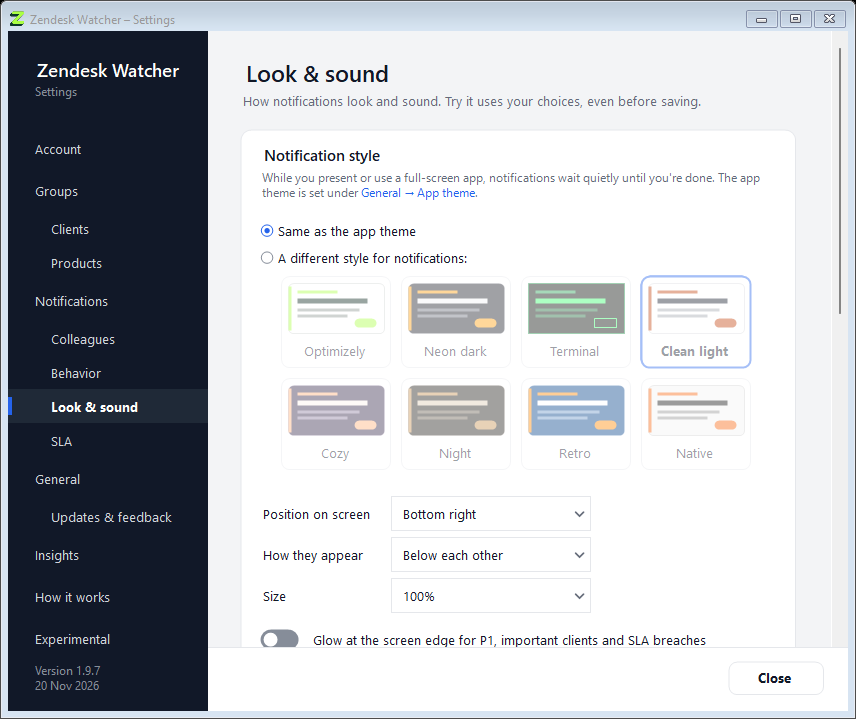 Zendesk Watcher – Settings
Zendesk Watcher
Settings
Account
Groups
Clients
Products
Notifications
Colleagues
Behavior
Look & sound
SLA
General
Updates & feedback
Insights
How it works
Experimental
Version 1.9.7
20 Nov 2026
Look & sound
How notifications look and sound. Try it uses your choices, even before saving.
Notification style
While you present or use a full-screen app, notifications wait quietly until you're done. The app
theme is set under General → App theme.
Same as the app theme
A different style for notifications:
Optimizely
Neon dark
Terminal
Clean light
Cozy
Night
Retro
Native
Position on screen
Bottom right
How they appear
Below each other
Size
100%
Glow at the screen edge for P1, important clients and SLA breaches
Close